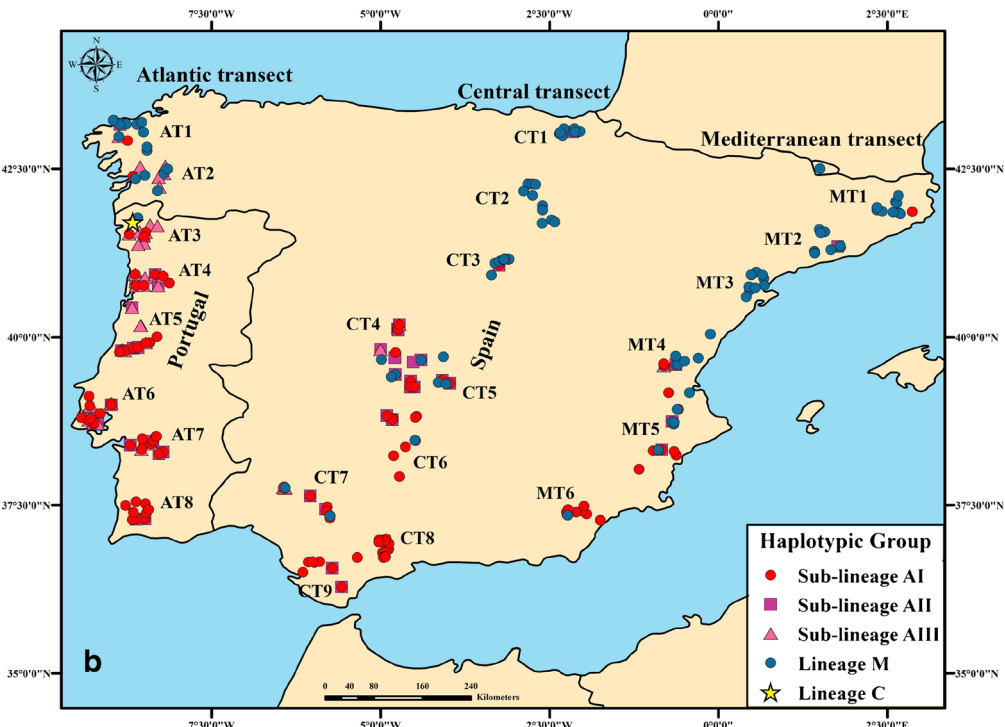 7°30'0"W 5°0'0"W 2°30'0"W 0°0'0" 2°30'0"E
N
W E
S
Atlantic transect
Central transect
Mediterranean transect
AT1
CT1
42°30'0"N
42°30'0"N
AT2
CT2
MT1
AT3
MT2
CT3
AT4
MT3
AT5
Portugal
CT4
Spain
40°0'0"N
40°0'0"N
MT4
CT5
AT6
MT5
AT7
CT6
CT7
MT6
37°30'0"N
37°30'0"N
AT8
CT8
CT9
Haplotypic Group
Sub-lineage AI
Sub-lineage AII
Sub-lineage AIII
Lineage M
Lineage C
b
35°0'0"N
35°0'0"N
0 40 80 160 240
Kilometers
7°30'0"W 5°0'0"W 2°30'0"W 0°0'0" 2°30'0"E